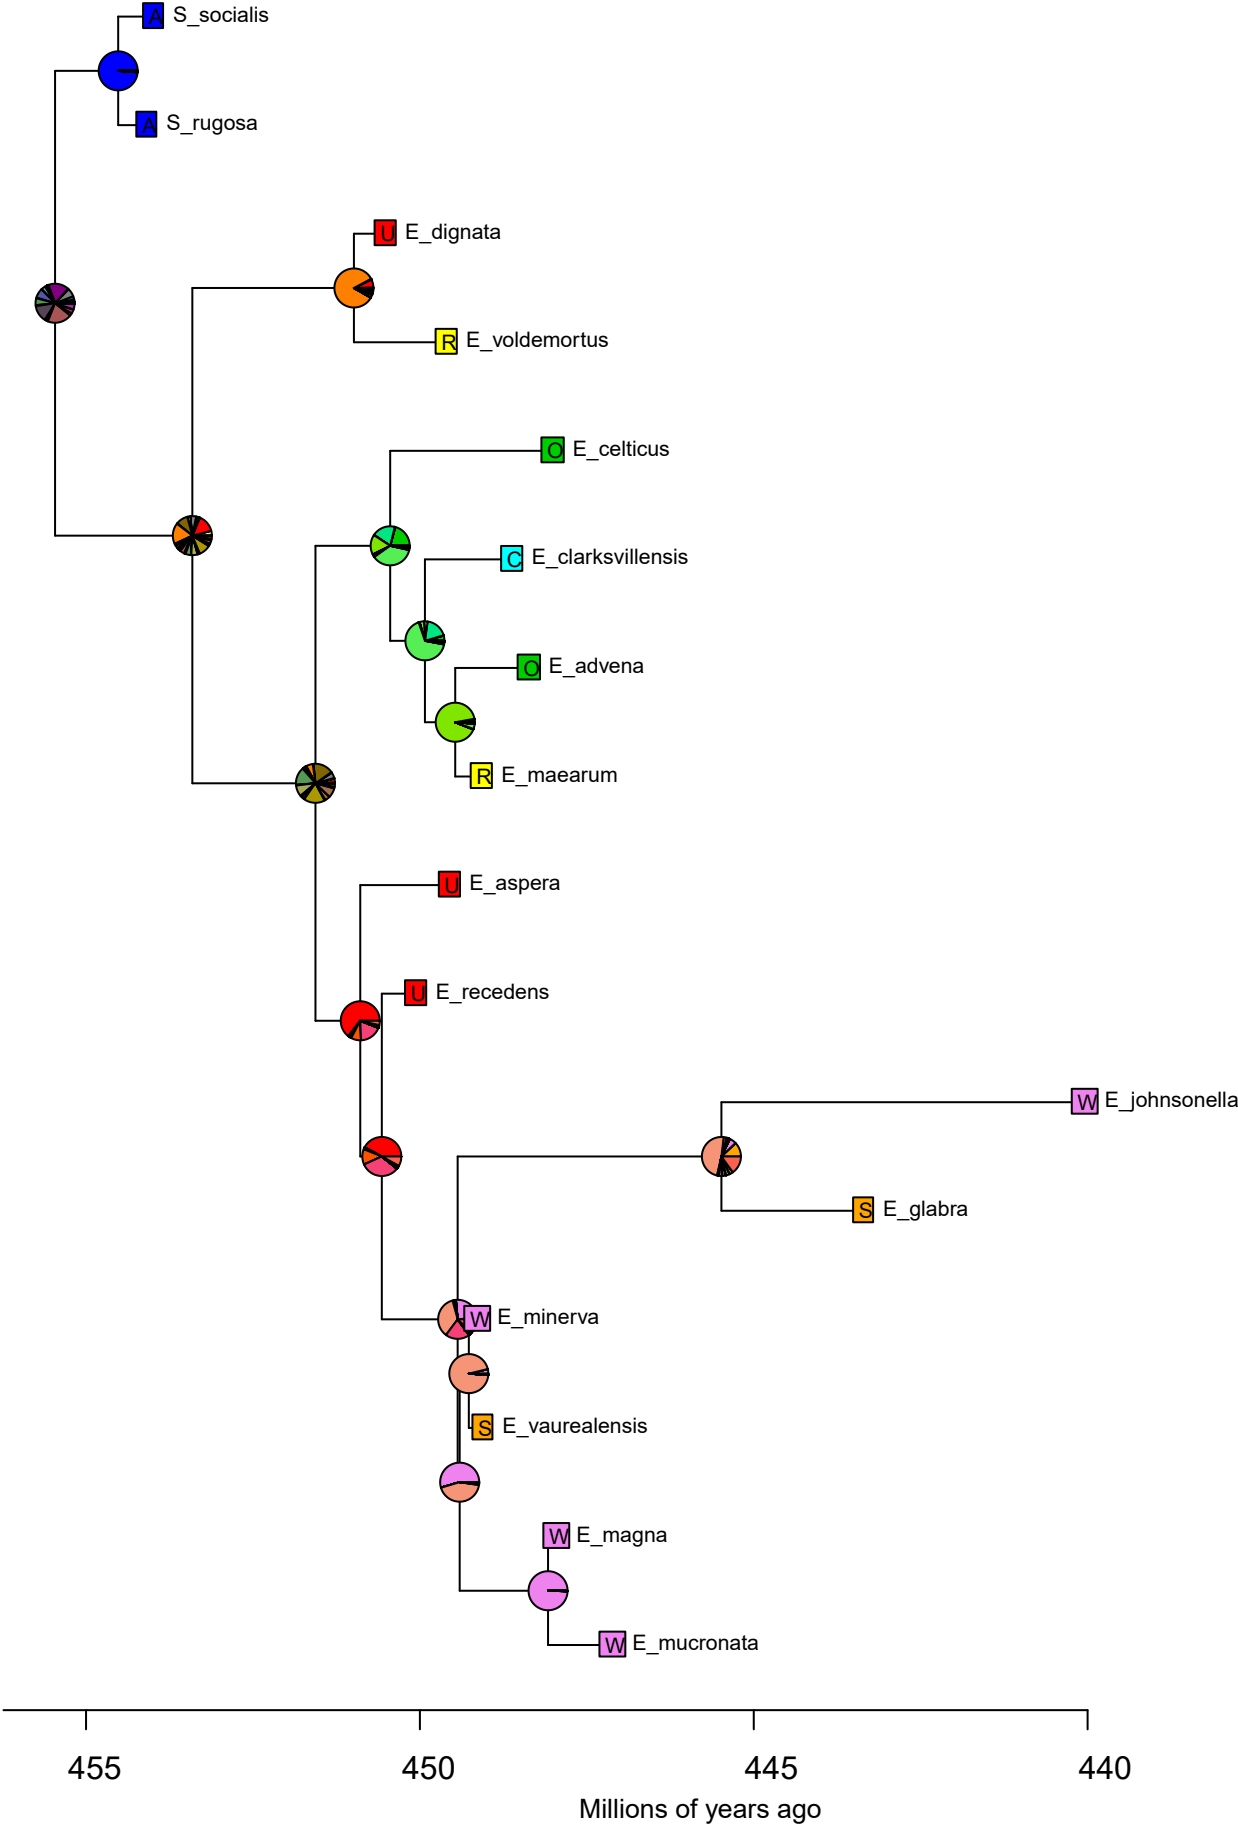 A S_socialis
A S_rugosa
U E_dignata
R E_voldemortus
O E_celticus
C E_clarksvillensis
O E_advena
R E_maearum
U E_aspera
U E_recedens
W E_johnsonella
S E_glabra
W E_minerva
S E_vaurealensis
W E_magna
W E_mucronata
455 450 445 440
Millions of years ago